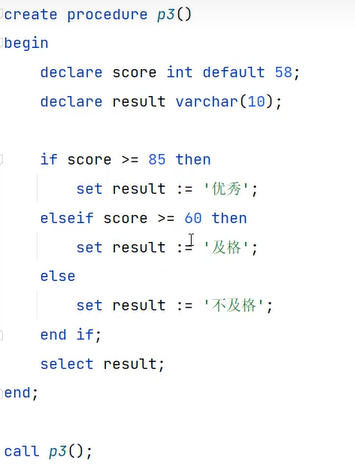 create procedure p3()
begin
    declare score int default 58;
    declare result varchar(10);
    if score >= 85 then
        set result := '优秀';
    elseif score >= 60 then
        set result := '及格';
    else
        set result := '不及格';
    end if;
    select result;
end;
call p3();